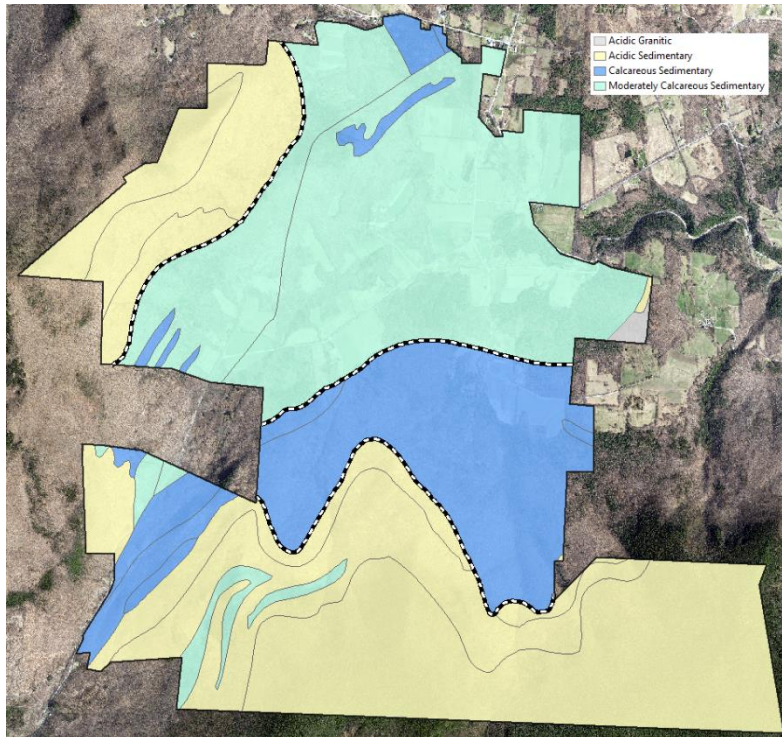 Acidic Granitic
Acidic Sedimentary
Calcareous Sedimentary
Moderately Calcareous Sedimentary